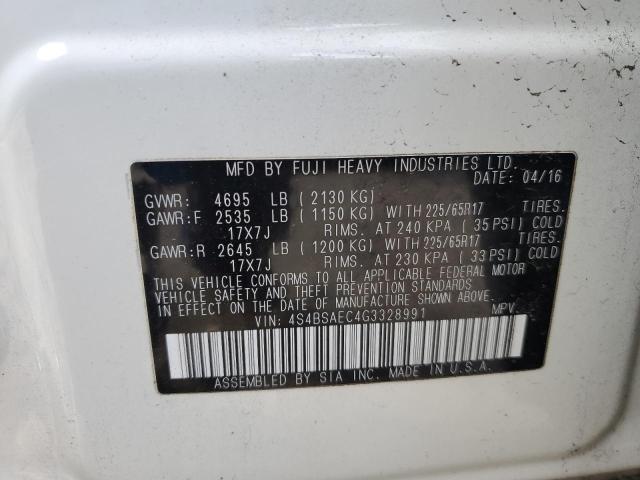 MFD BY FUJI HEAVY INDUSTRIES LTD.
DATE: 04/16
GVWR: 4695 LB (2130 KG)
GAWR:F 2535 LB (1150 KG) WITH 225/65R17 TIRES.
17X7J RIMS. AT 240 KPA (35 PSI) COLD
GAWR:R 2645 LB (1200 KG) WITH 225/65R17 TIRES.
17X7J RIMS. AT 230 KPA (33 PSI) COLD
THIS VEHICLE CONFORMS TO ALL APPLICABLE FEDERAL MOTOR
VEHICLE SAFETY AND THEFT PREVENTION STANDARDS
IN EFFECT ON THE DATE OF MANUFACTURE SHOWN ABOVE.
VIN: 4S4BSAEC4G3328991 MPV
ASSEMBLED BY SIA INC. MADE IN U.S.A.